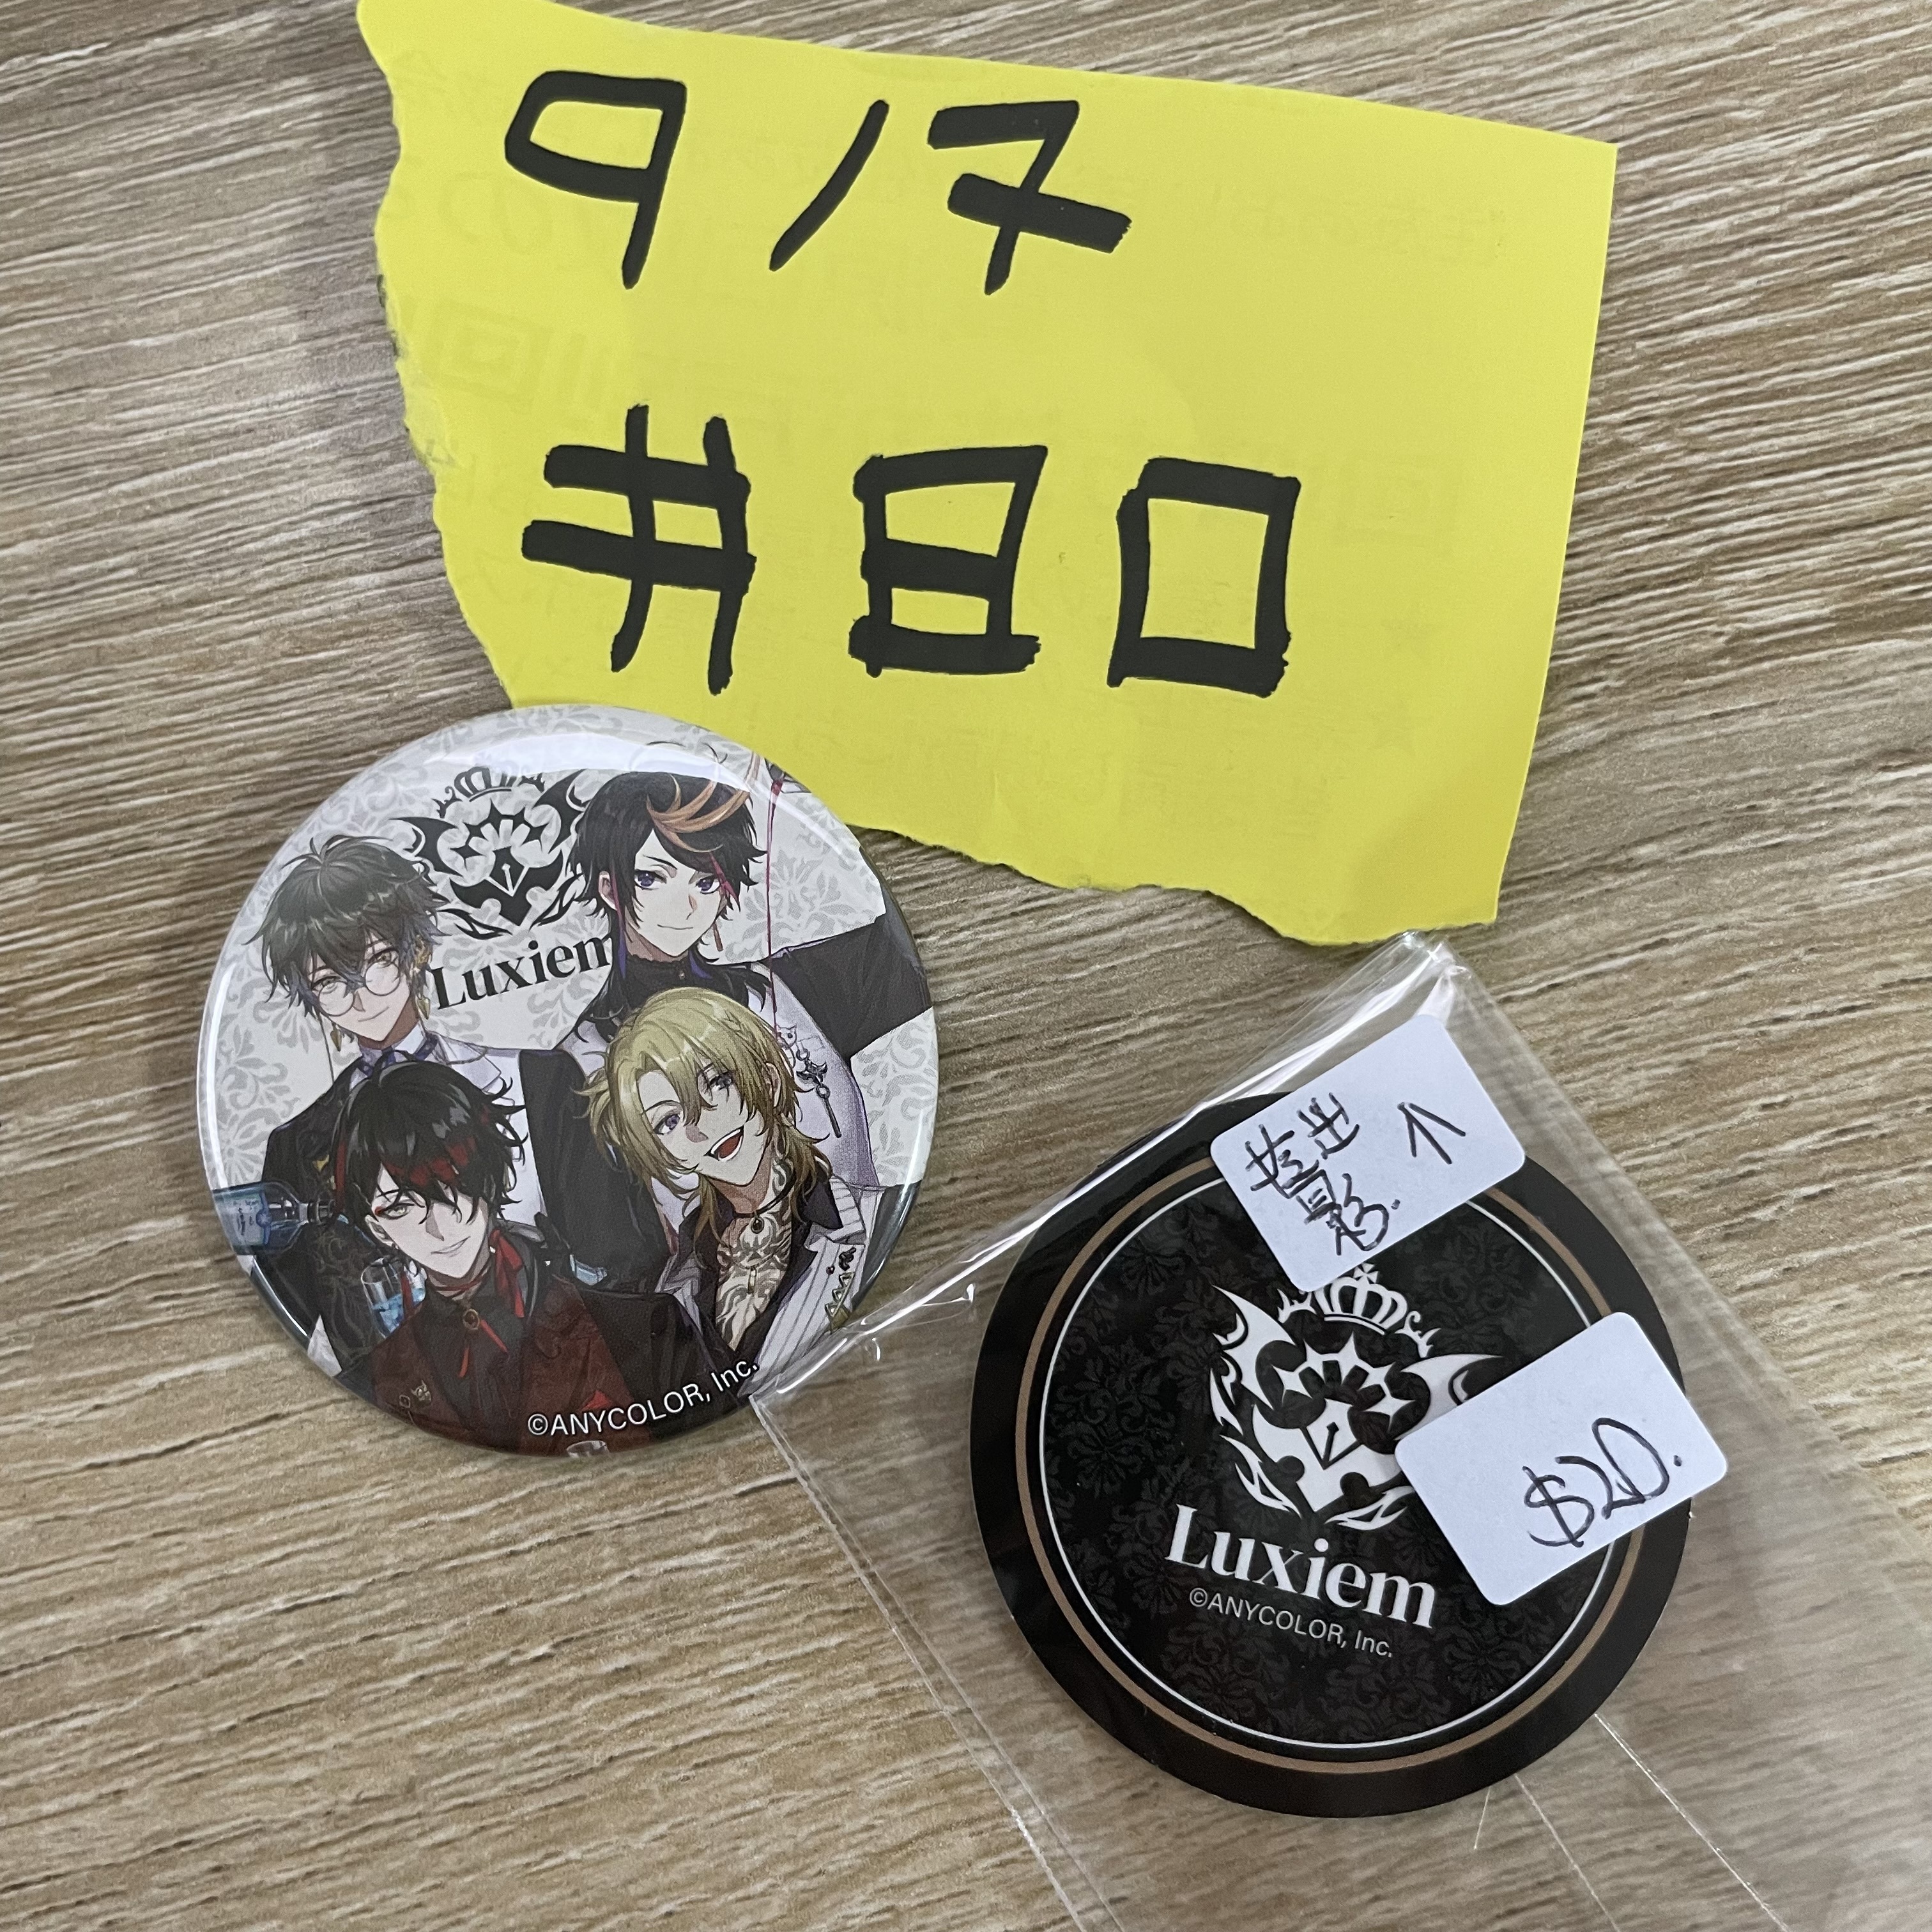 9/7
#80
Luxiem
©ANYCOLOR, Inc.
$20.
Luxiem
©ANYCOLOR, Inc.